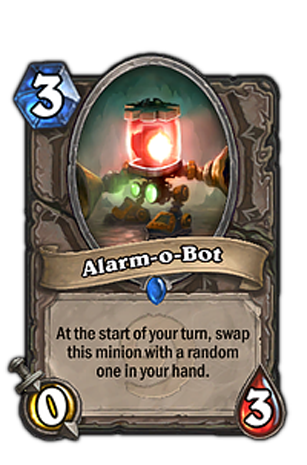 3
Alarm-o-Bot
At the start of your turn, swap
this minion with a random
one in your hand.
0
3